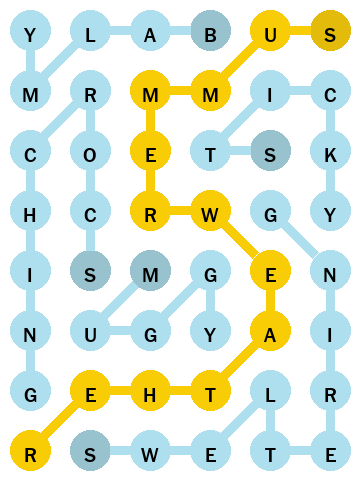 Y L A B U S
M R M M I C
C O E T S K
H C R W G Y
I S M G E N
N U G Y A I
G E H T L R
R S W E T E